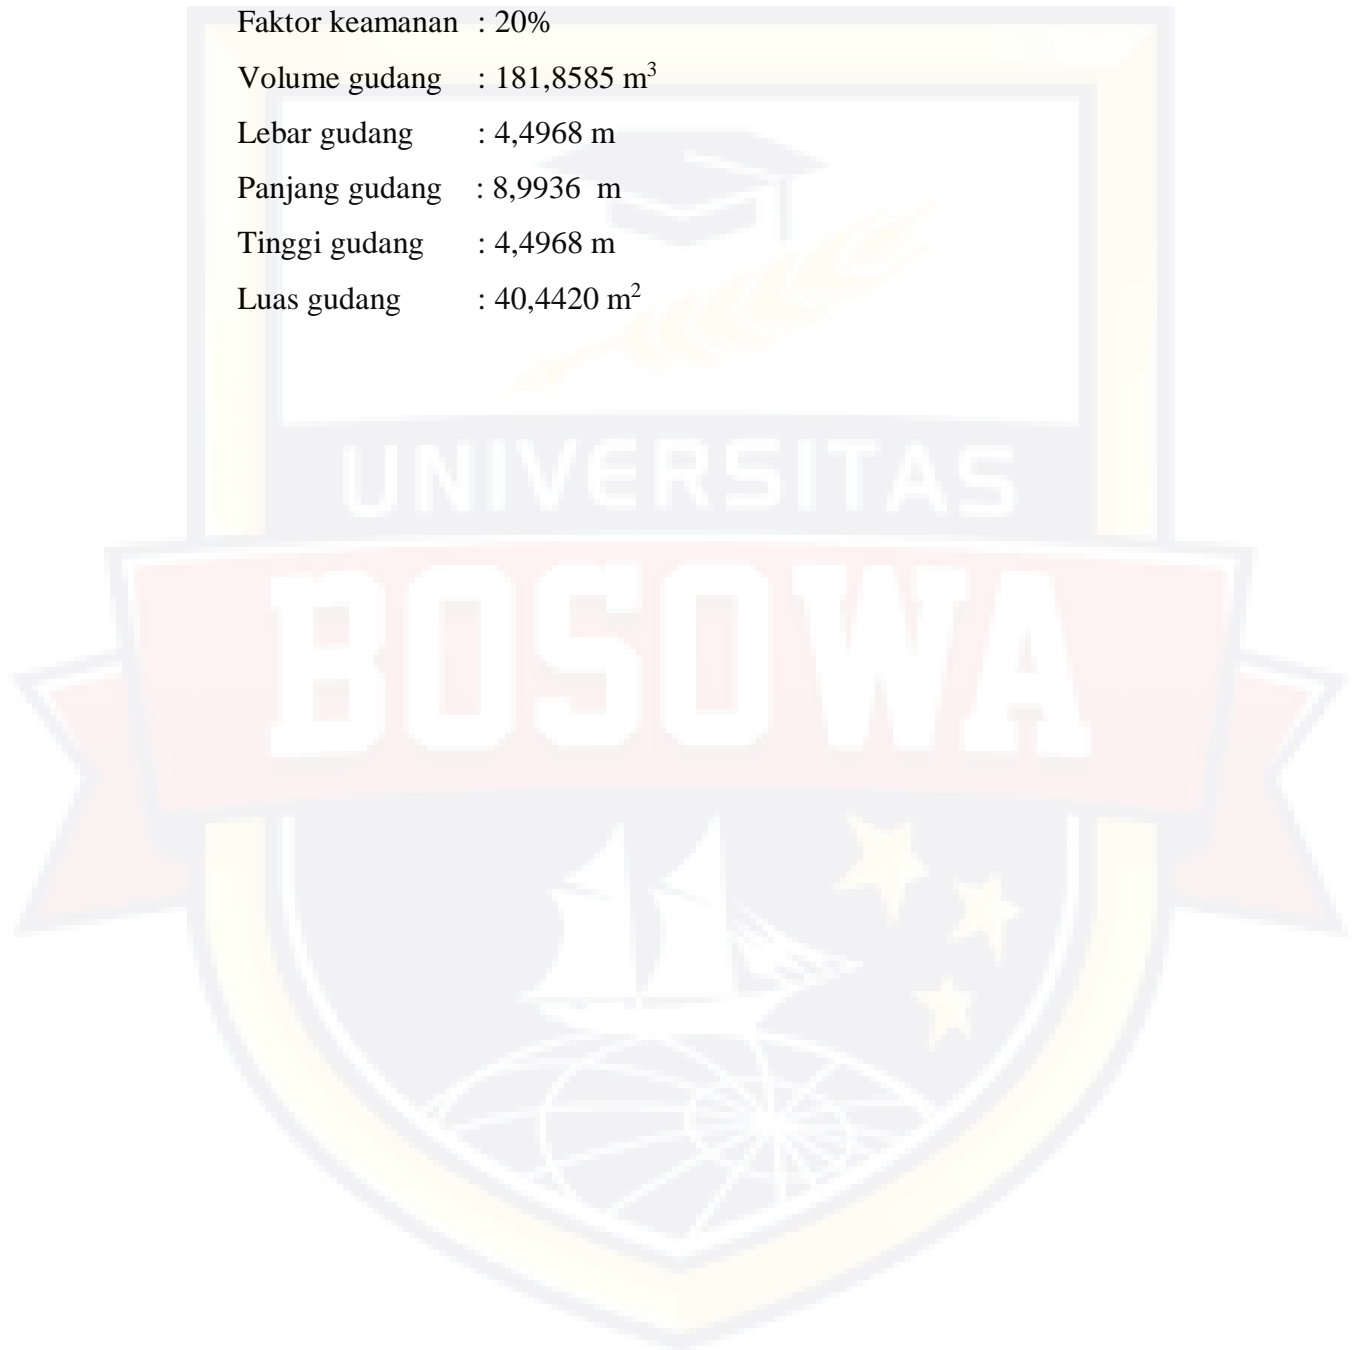 Faktor keamanan : 20%
Volume gudang : 181,8585 m³
Lebar gudang : 4,4968 m
Panjang gudang : 8,9936 m
Tinggi gudang : 4,4968 m
Luas gudang : 40,4420 m²
UNIVERSITAS
BOSOWA